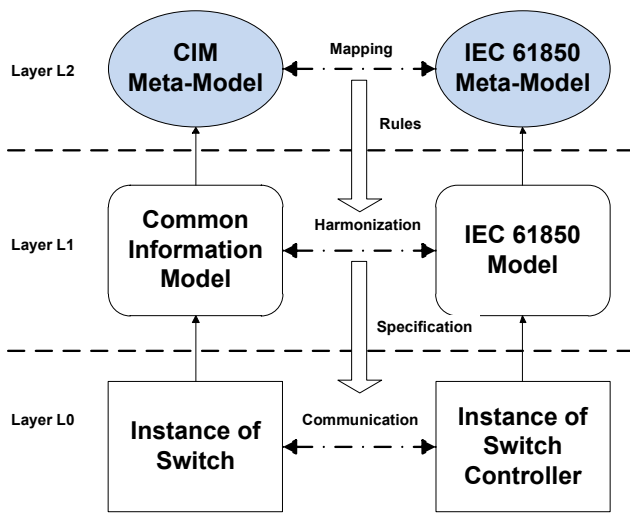 CIM
Meta-Model
Mapping
IEC 61850
Meta-Model
Layer L2
Rules
Common
Information
Model
Harmonization
IEC 61850
Model
Layer L1
Specification
Layer L0
Instance of
Switch
Communication
Instance of
Switch
Controller